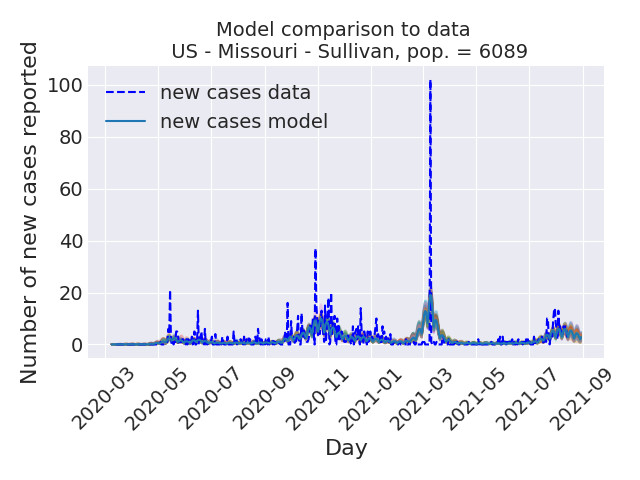 Model comparison to data
US - Missouri - Sullivan, pop. = 6089
Number of new cases reported
100
80
60
40
20
0
new cases data
new cases model
2020-03
2020-05
2020-07
2020-09
2020-11
2021-01
2021-03
2021-05
2021-07
2021-09
Day